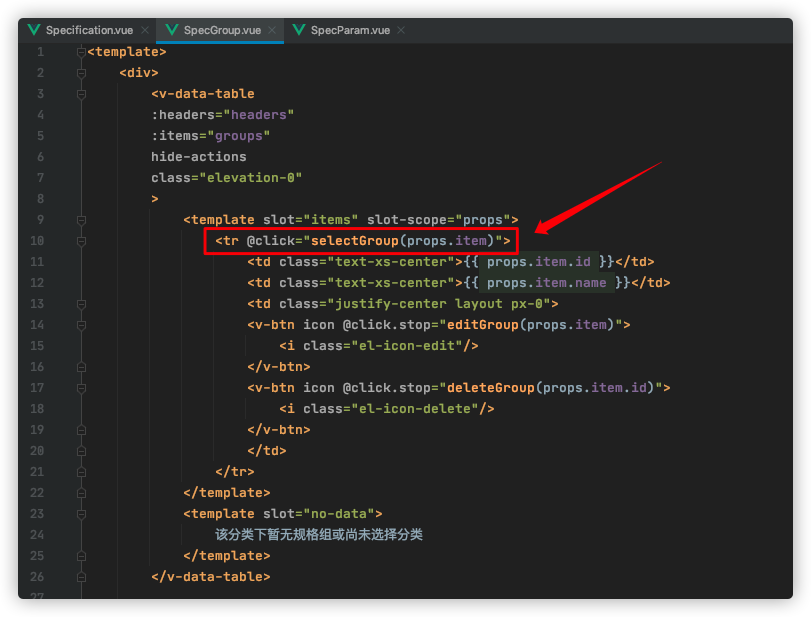 Specification.vue SpecGroup.vue SpecParam.vue
1 <template>
2 <div>
3 <v-data-table
4 :headers="headers"
5 :items="groups"
6 hide-actions
7 class="elevation-0"
8 >
9 <template slot="items" slot-scope="props">
10 <tr @click="selectGroup(props.item)">
11 <td class="text-xs-center">{{ props.item.id }}</td>
12 <td class="text-xs-center">{{ props.item.name }}</td>
13 <td class="justify-center layout px-0">
14 <v-btn icon @click.stop="editGroup(props.item)">
15 <i class="el-icon-edit"/>
16 </v-btn>
17 <v-btn icon @click.stop="deleteGroup(props.item.id)">
18 <i class="el-icon-delete"/>
19 </v-btn>
20 </td>
21 </tr>
22 </template>
23 <template slot="no-data">
24 该分类下暂无规格组或尚未选择分类
25 </template>
26 </v-data-table>
27